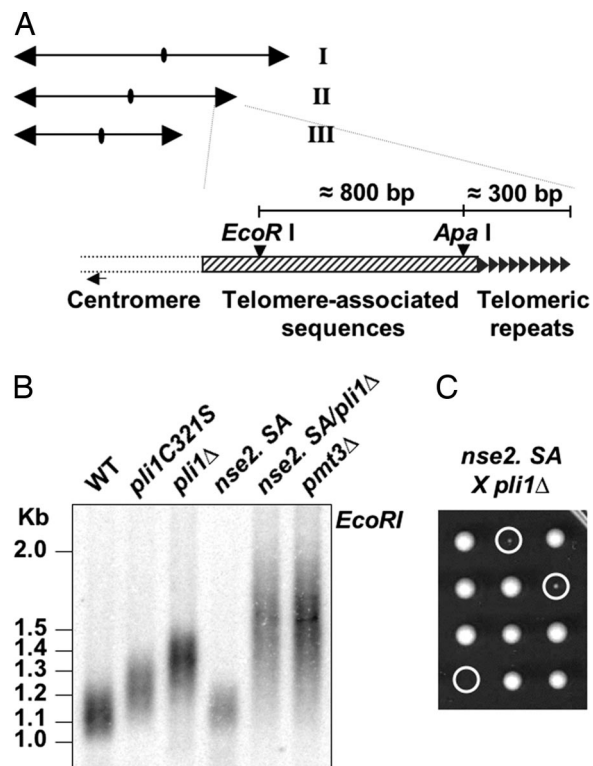 A
I
II
III
≈ 800 bp ≈ 300 bp
EcoR I Apa I
Centromere Telomere-associated sequences Telomeric repeats
B
WT pli1C321S pli1Δ nse2. SA nse2. SA/pli1Δ pmt3Δ
Kb
EcoRI
2.0
1.5
1.4
1.3
1.2
1.1
1.0
C
nse2. SA
X pli1Δ